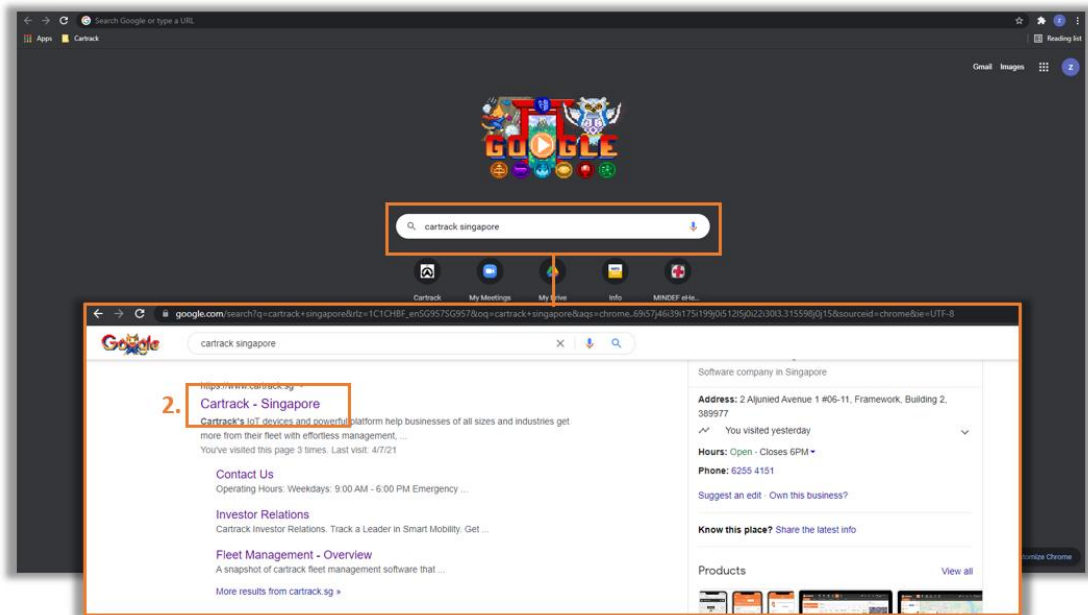 Search Google or type a URL
Apps
Cartrack
Reading list
Gmail
Images
Z
GOOGLE
cartrack singapore
Cartrack
My Meetings
My Drive
Info
MINDEF eHe...
google.com/search?q=cartrack+singapore&rlz=1C1CHBF_enSG957SG957&oq=cartrack+singapore&aqs=chrome..69i57j46i39i175i199j0i512l5j0i22i30l3.315598j0j15&sourceid=chrome&ie=UTF-8
Google
cartrack singapore
https://www.cartrack.sg
2.
Cartrack - Singapore
Cartrack's IoT devices and powerful platform help businesses of all sizes and industries get
more from their fleet with effortless management, ...
You've visited this page 3 times. Last visit: 4/7/21
Contact Us
Operating Hours: Weekdays: 9:00 AM - 6:00 PM Emergency ...
Investor Relations
Cartrack Investor Relations. Track a Leader in Smart Mobility. Get ...
Fleet Management - Overview
A snapshot of cartrack fleet management software that ...
More results from cartrack.sg »
Software company in Singapore
Address: 2 Aljunied Avenue 1 #06-11, Framework, Building 2,
389977
You visited yesterday
Hours: Open · Closes 6PM
Phone: 6255 4151
Suggest an edit · Own this business?
Know this place? Share the latest info
Products
View all
Chrome